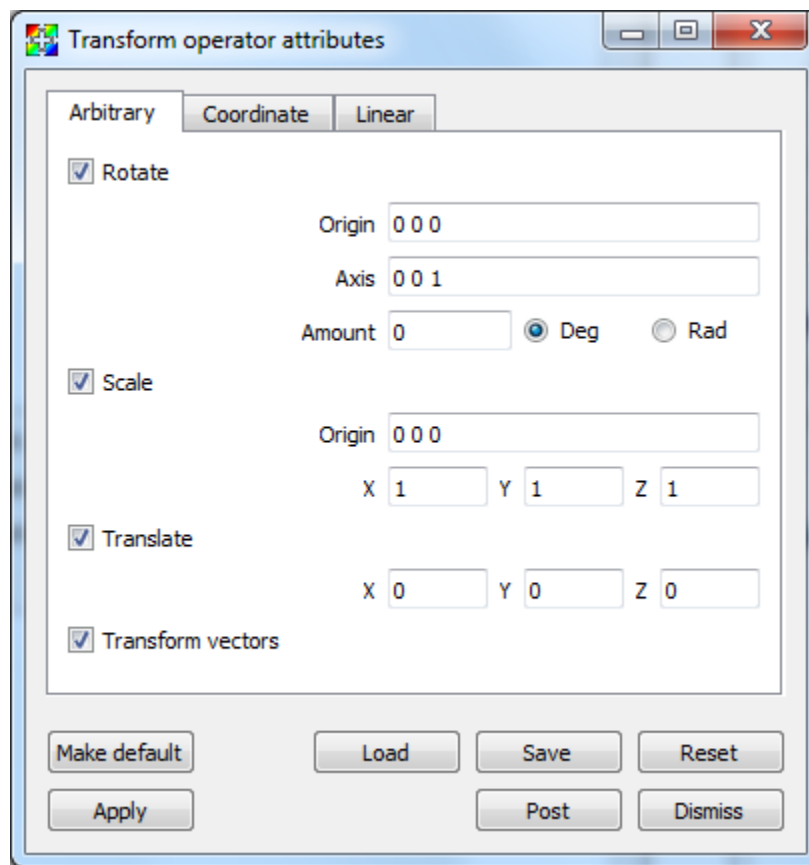 Transform operator attributes
Arbitrary Coordinate Linear
Rotate
Origin 0 0 0
Axis 0 0 1
Amount 0 Deg Rad
Scale
Origin 0 0 0
X 1 Y 1 Z 1
Translate
X 0 Y 0 Z 0
Transform vectors
Make default Load Save Reset
Apply Post Dismiss